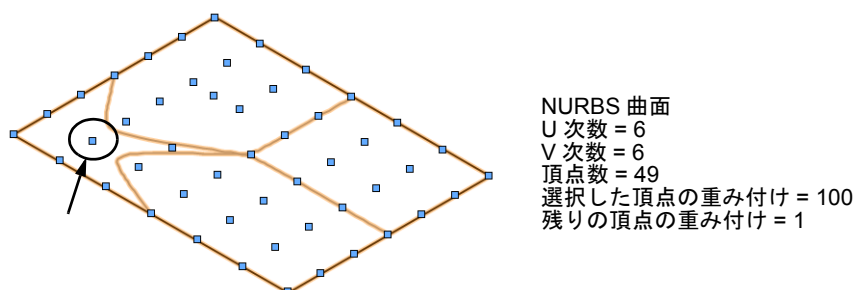 NURBS 曲面
U 次数 = 6
V 次数 = 6
頂点数 = 49
選択した頂点の重み付け = 100
残りの頂点の重み付け = 1